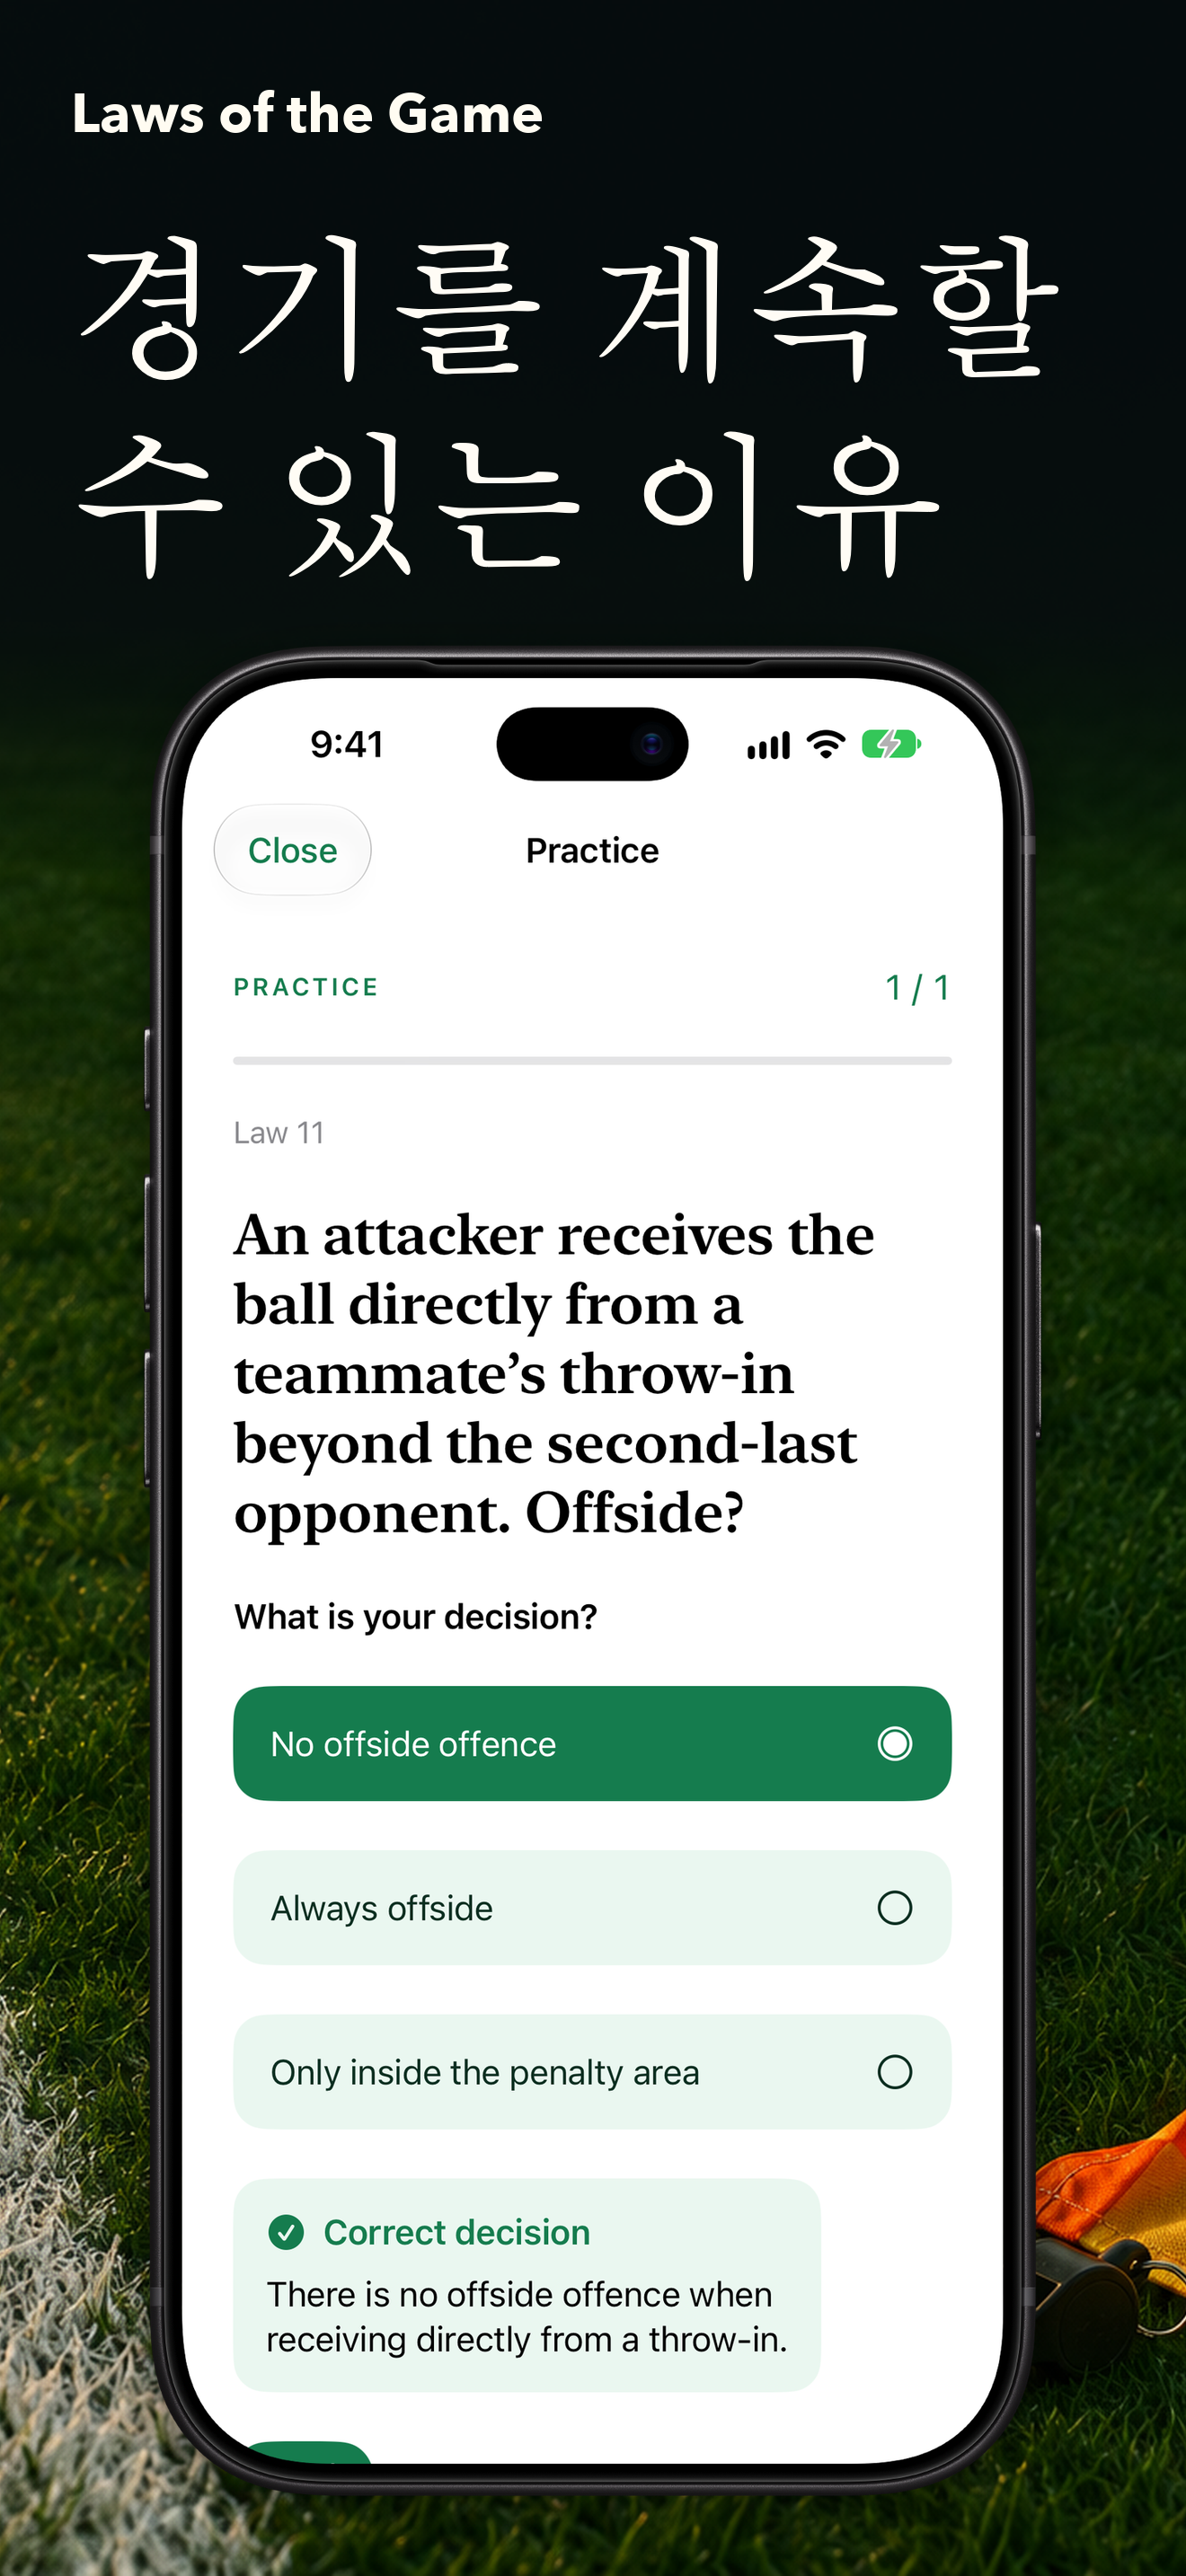 Laws of the Game
경기를 계속할
수 있는 이유
9:41
Close
Practice
PRACTICE
1 / 1
Law 11
An attacker receives the
ball directly from a
teammate’s throw-in
beyond the second-last
opponent. Offside?
What is your decision?
No offside offence
Always offside
Only inside the penalty area
Correct decision
There is no offside offence when
receiving directly from a throw-in.